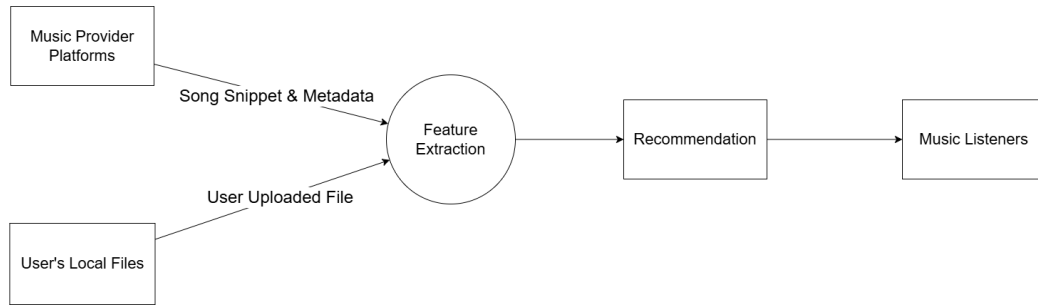 Music Provider
Platforms
Song Snippet & Metadata
Feature
Extraction
Recommendation
Music Listeners
User Uploaded File
User's Local Files